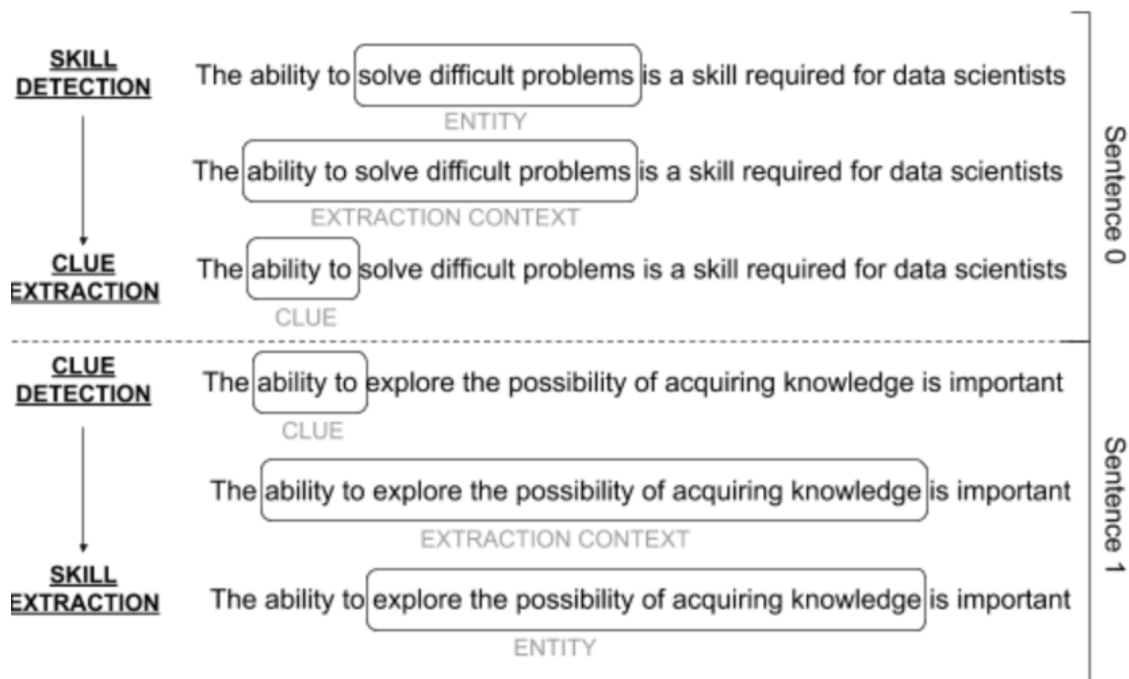 SKILL
DETECTION
The ability to solve difficult problems is a skill required for data scientists
ENTITY
The ability to solve difficult problems is a skill required for data scientists
EXTRACTION CONTEXT
CLUE
EXTRACTION
The ability to solve difficult problems is a skill required for data scientists
CLUE
Sentence 0
CLUE
DETECTION
The ability to explore the possibility of acquiring knowledge is important
CLUE
The ability to explore the possibility of acquiring knowledge is important
EXTRACTION CONTEXT
SKILL
EXTRACTION
The ability to explore the possibility of acquiring knowledge is important
ENTITY
Sentence 1